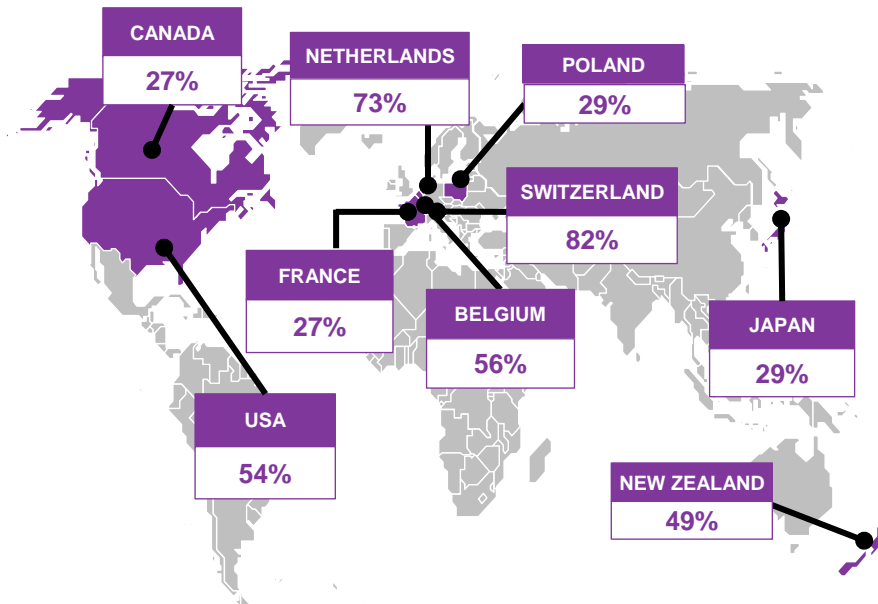 CANADA
27%
NETHERLANDS
73%
POLAND
29%
SWITZERLAND
82%
FRANCE
27%
BELGIUM
56%
JAPAN
29%
USA
54%
NEW ZEALAND
49%